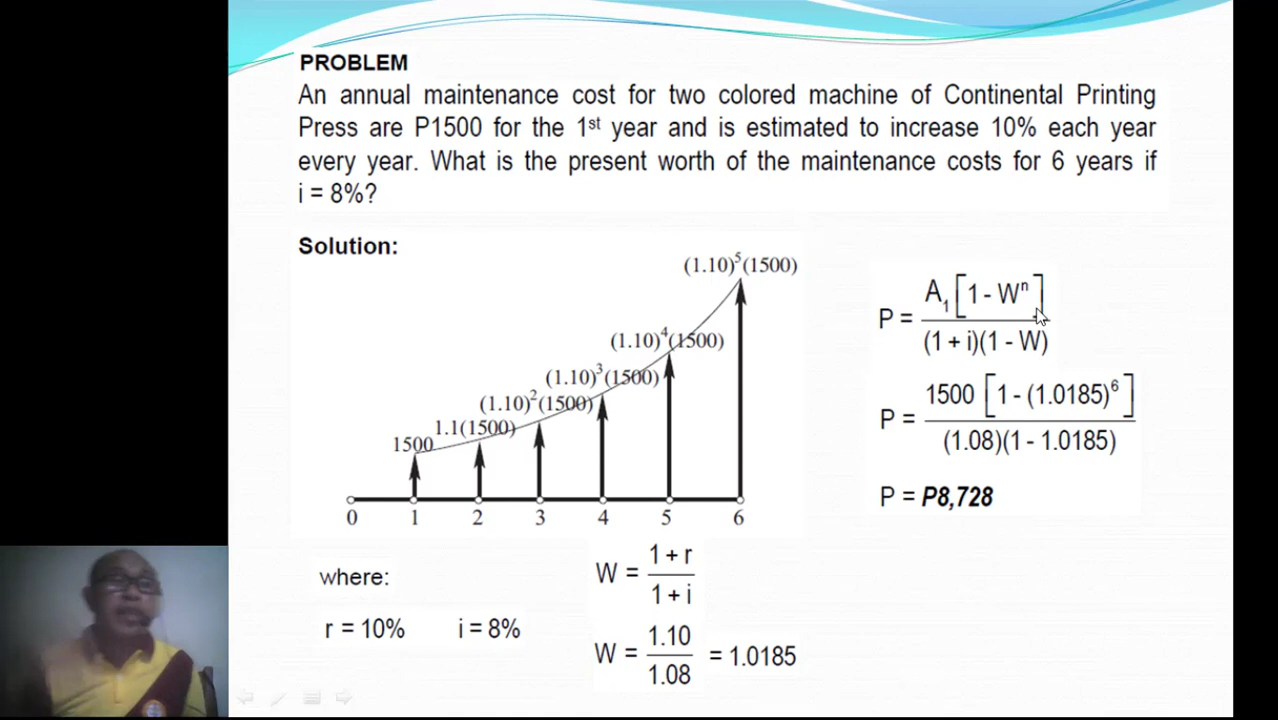 PROBLEM
An annual maintenance cost for two colored machine of Continental Printing
Press are P1500 for the 1st year and is estimated to increase 10% each year
every year. What is the present worth of the maintenance costs for 6 years if
i = 8%?
Solution:
(1.10)^5(1500)
(1.10)^4(1500)
(1.10)^3(1500)
(1.10)^2(1500)
1.1(1500)
1500
0 1 2 3 4 5 6
P = A1 [1 - W^n] / (1 + i)(1 - W)
P = 1500 [1 - (1.0185)^6] / (1.08)(1 - 1.0185)
P = P8,728
where:
r = 10% i = 8%
W = 1 + r / 1 + i
W = 1.10 / 1.08 = 1.0185